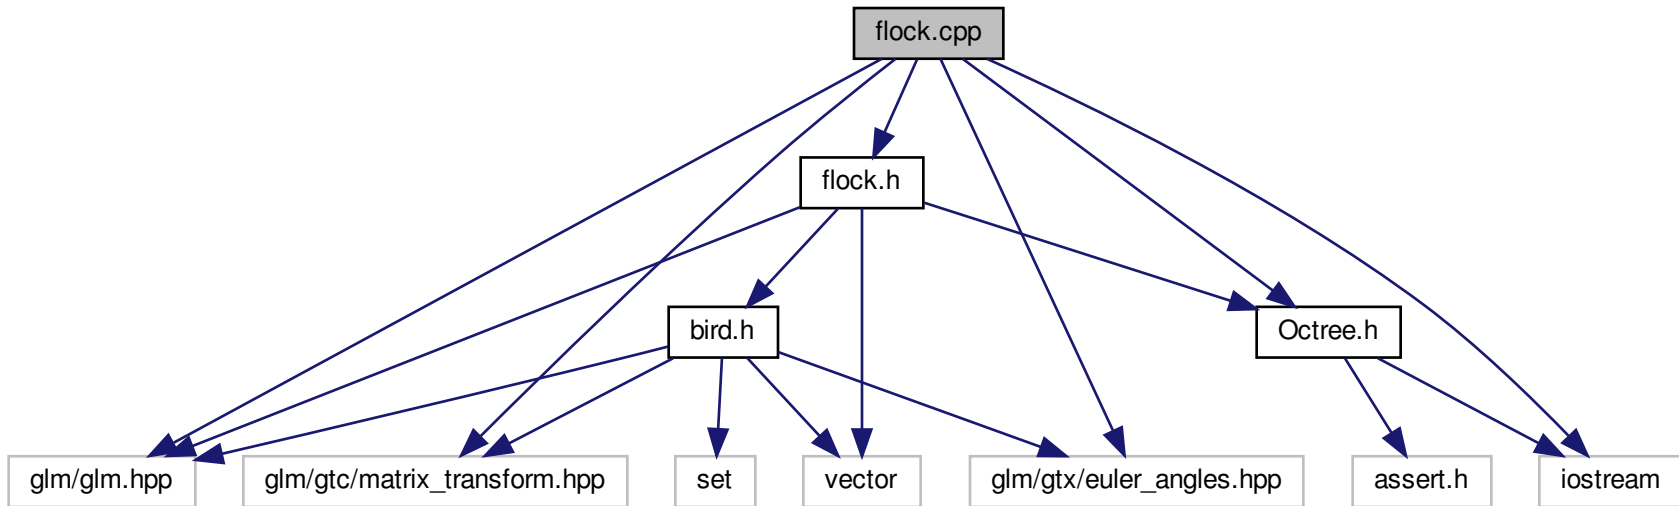 flock.cpp
flock.h
bird.h
Octree.h
glm/glm.hpp
glm/gtc/matrix_transform.hpp
set
vector
glm/gtx/euler_angles.hpp
assert.h
iostream